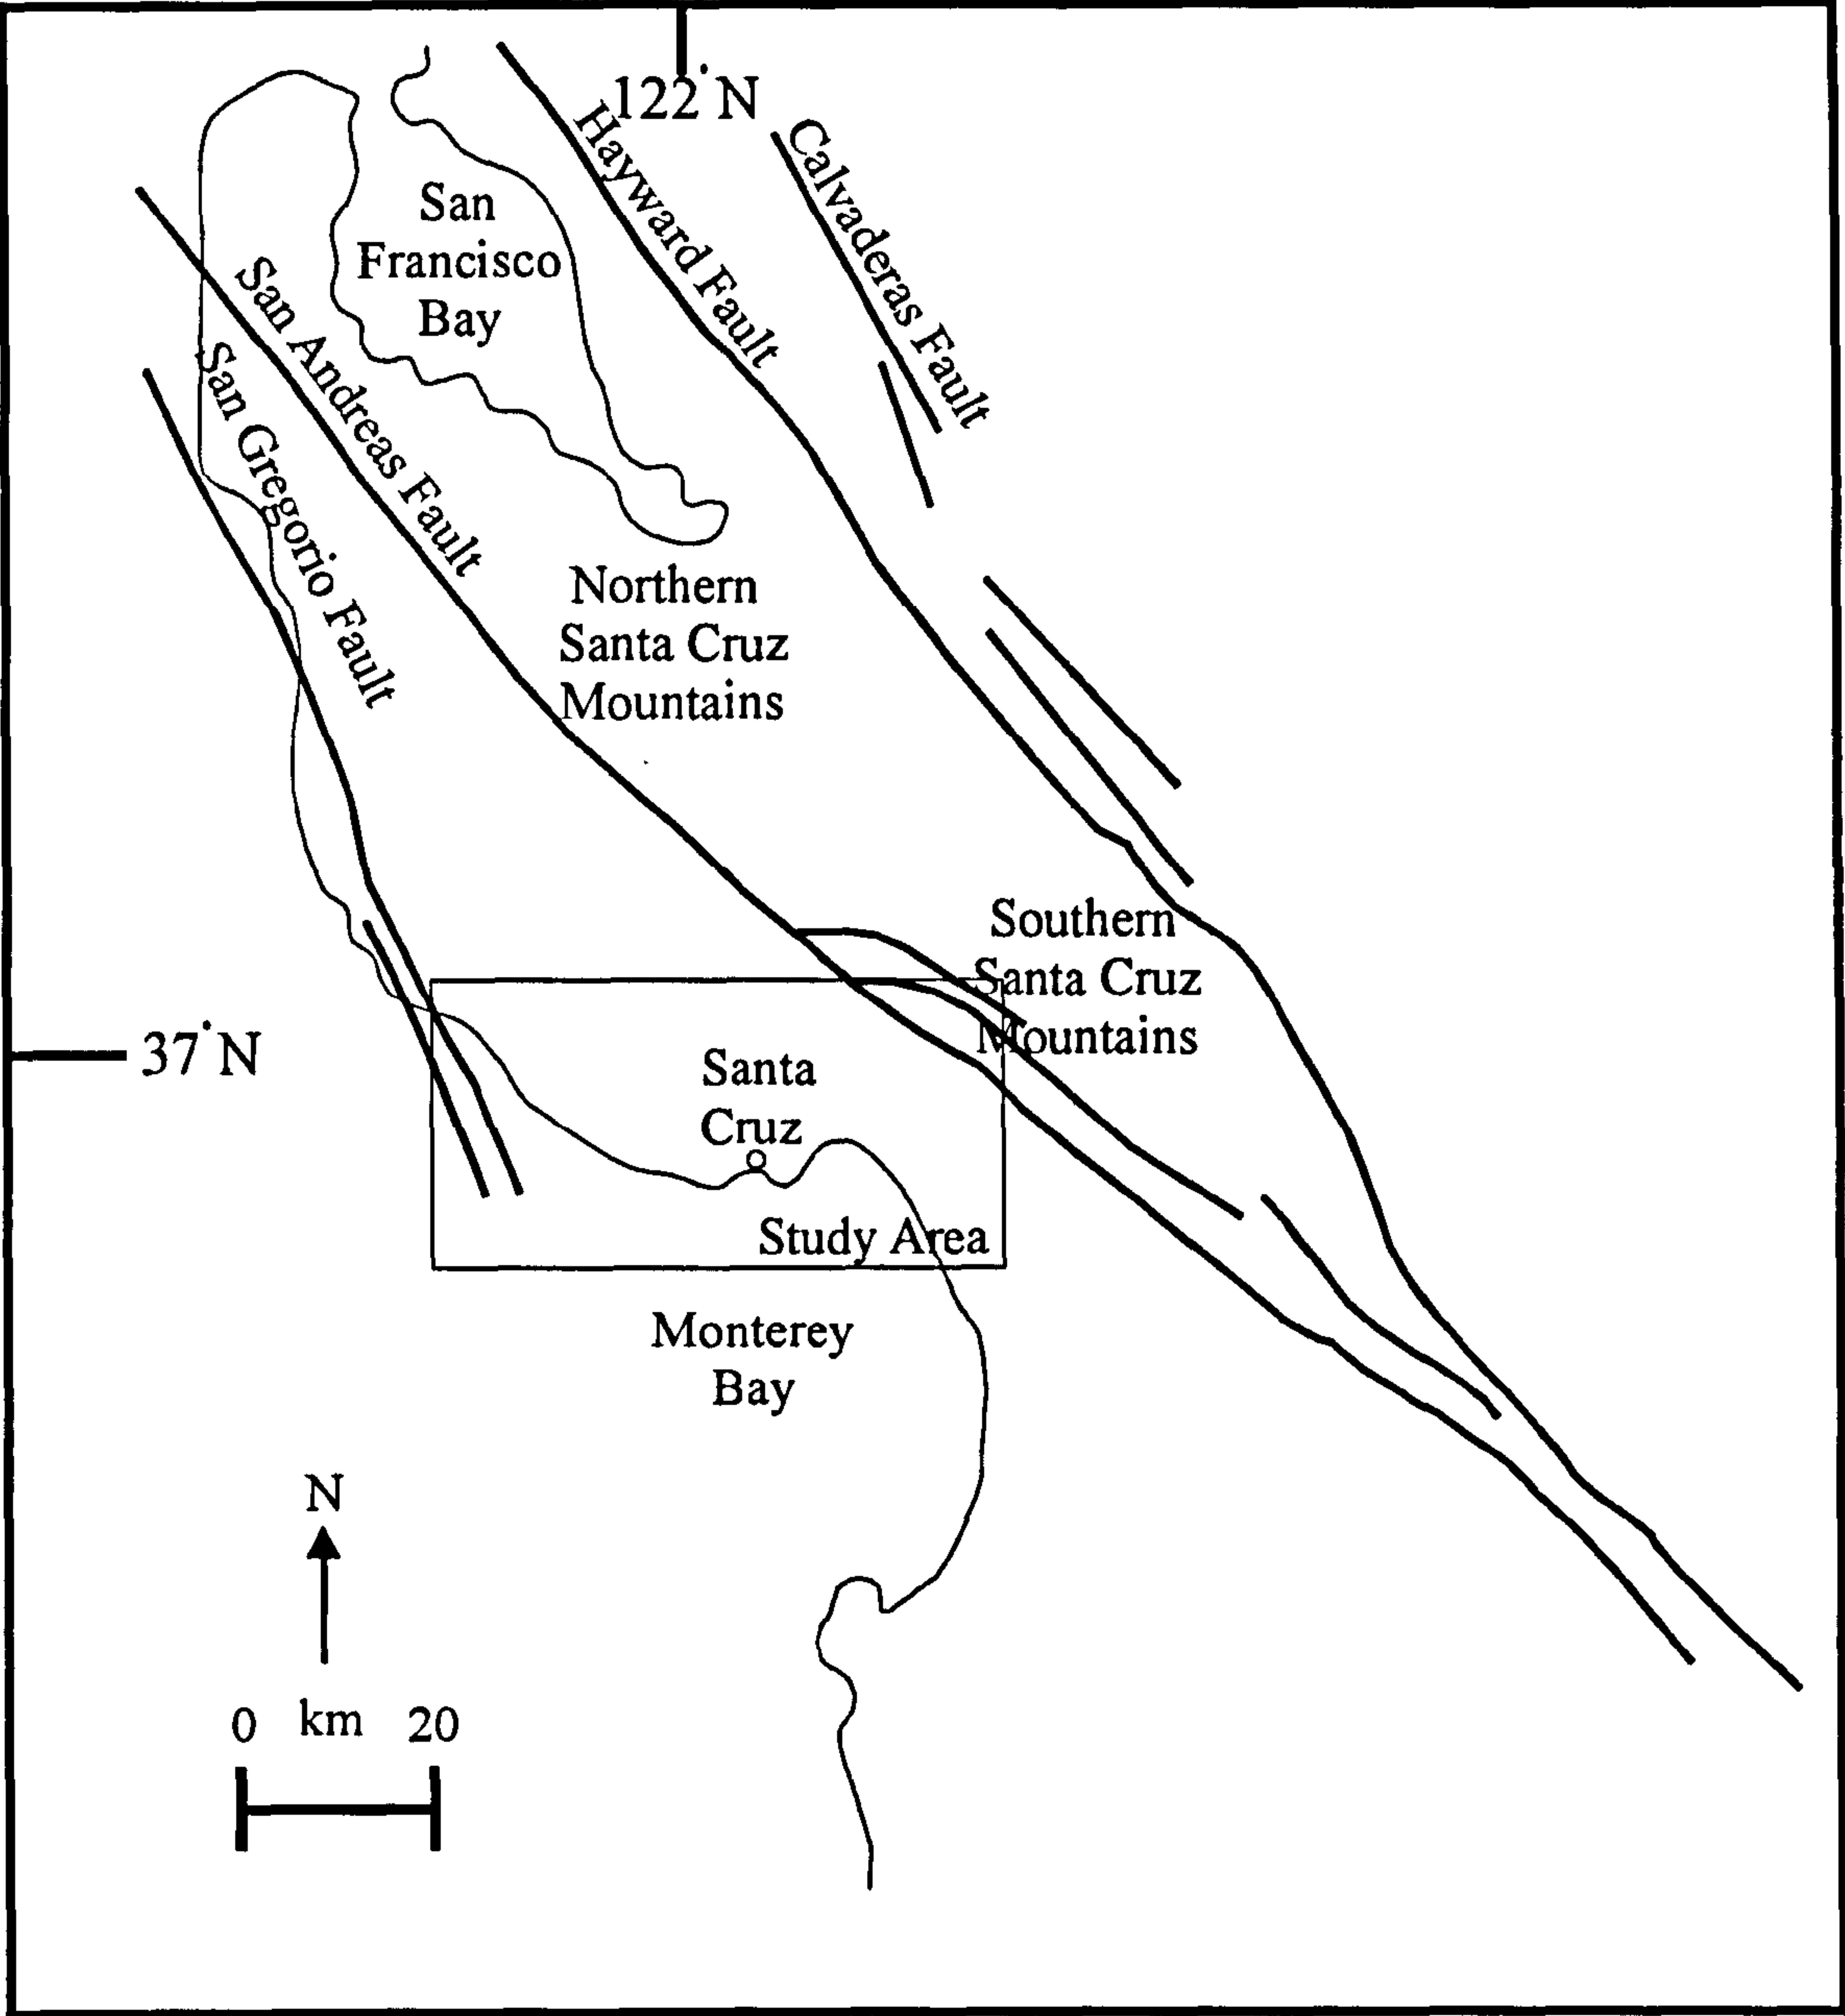 122°N
Hayward Fault
Calvaderas Fault
San
Francisco
Bay
San Andreas Fault
San Gregorio Fault
Northern
Santa Cruz
Mountains
Southern
Santa Cruz
Mountains
37°N
Santa
Cruz
Study Area
Monterey
Bay
N
0 km 20